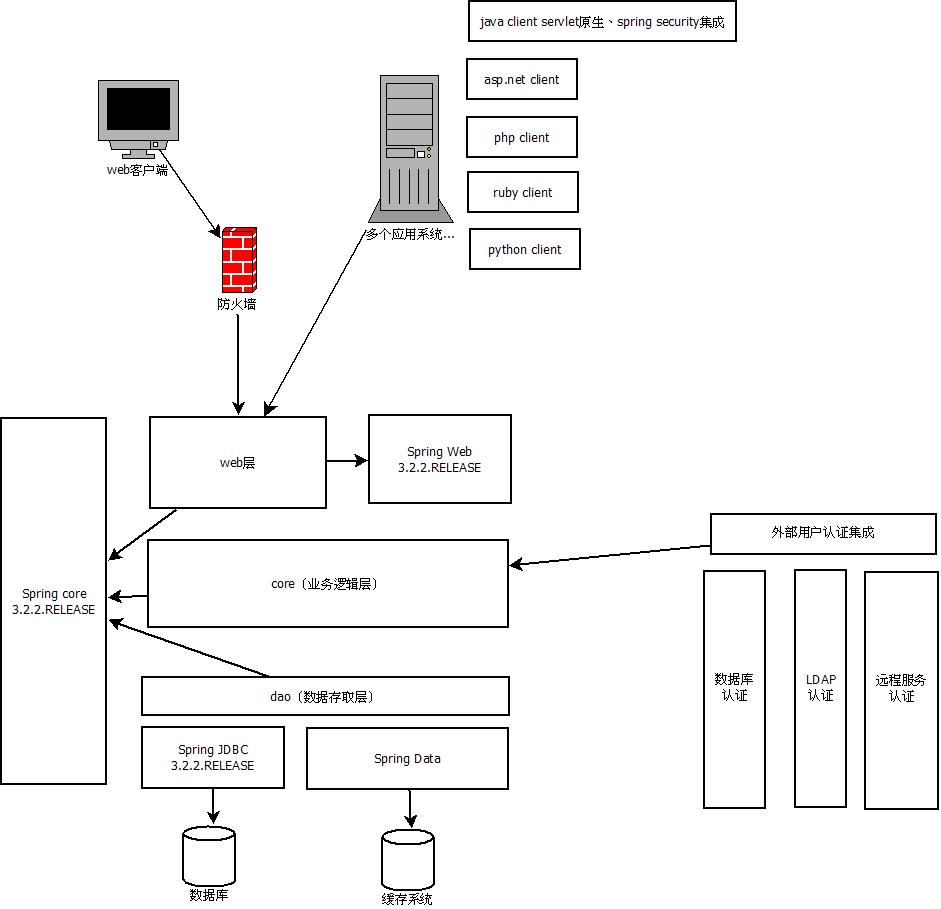 java client servlet原生、spring security集成
asp.net client
php client
web客户端
ruby client
多个应用系统...
python client
防火墙
web层
Spring Web
3.2.2.RELEASE
外部用户认证集成
core（业务逻辑层）
Spring core
3.2.2.RELEASE
数据库
认证
LDAP
认证
远程服务
认证
dao（数据存取层）
Spring JDBC
3.2.2.RELEASE
Spring Data
数据库
缓存系统